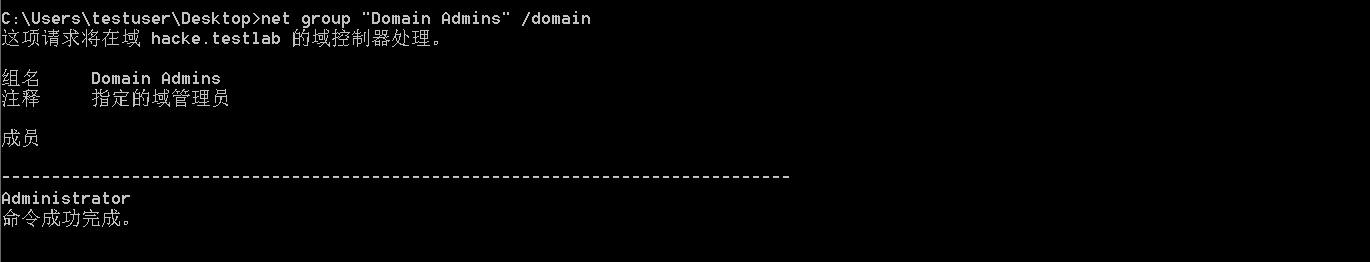 C:\Users\testuser\Desktop>net group "Domain Admins" /domain
这项请求将在域 hacke.testlab 的域控制器处理。
组名     Domain Admins
注释     指定的域管理员
成员
-------------------------------------------------------------------------------
Administrator
命令成功完成。